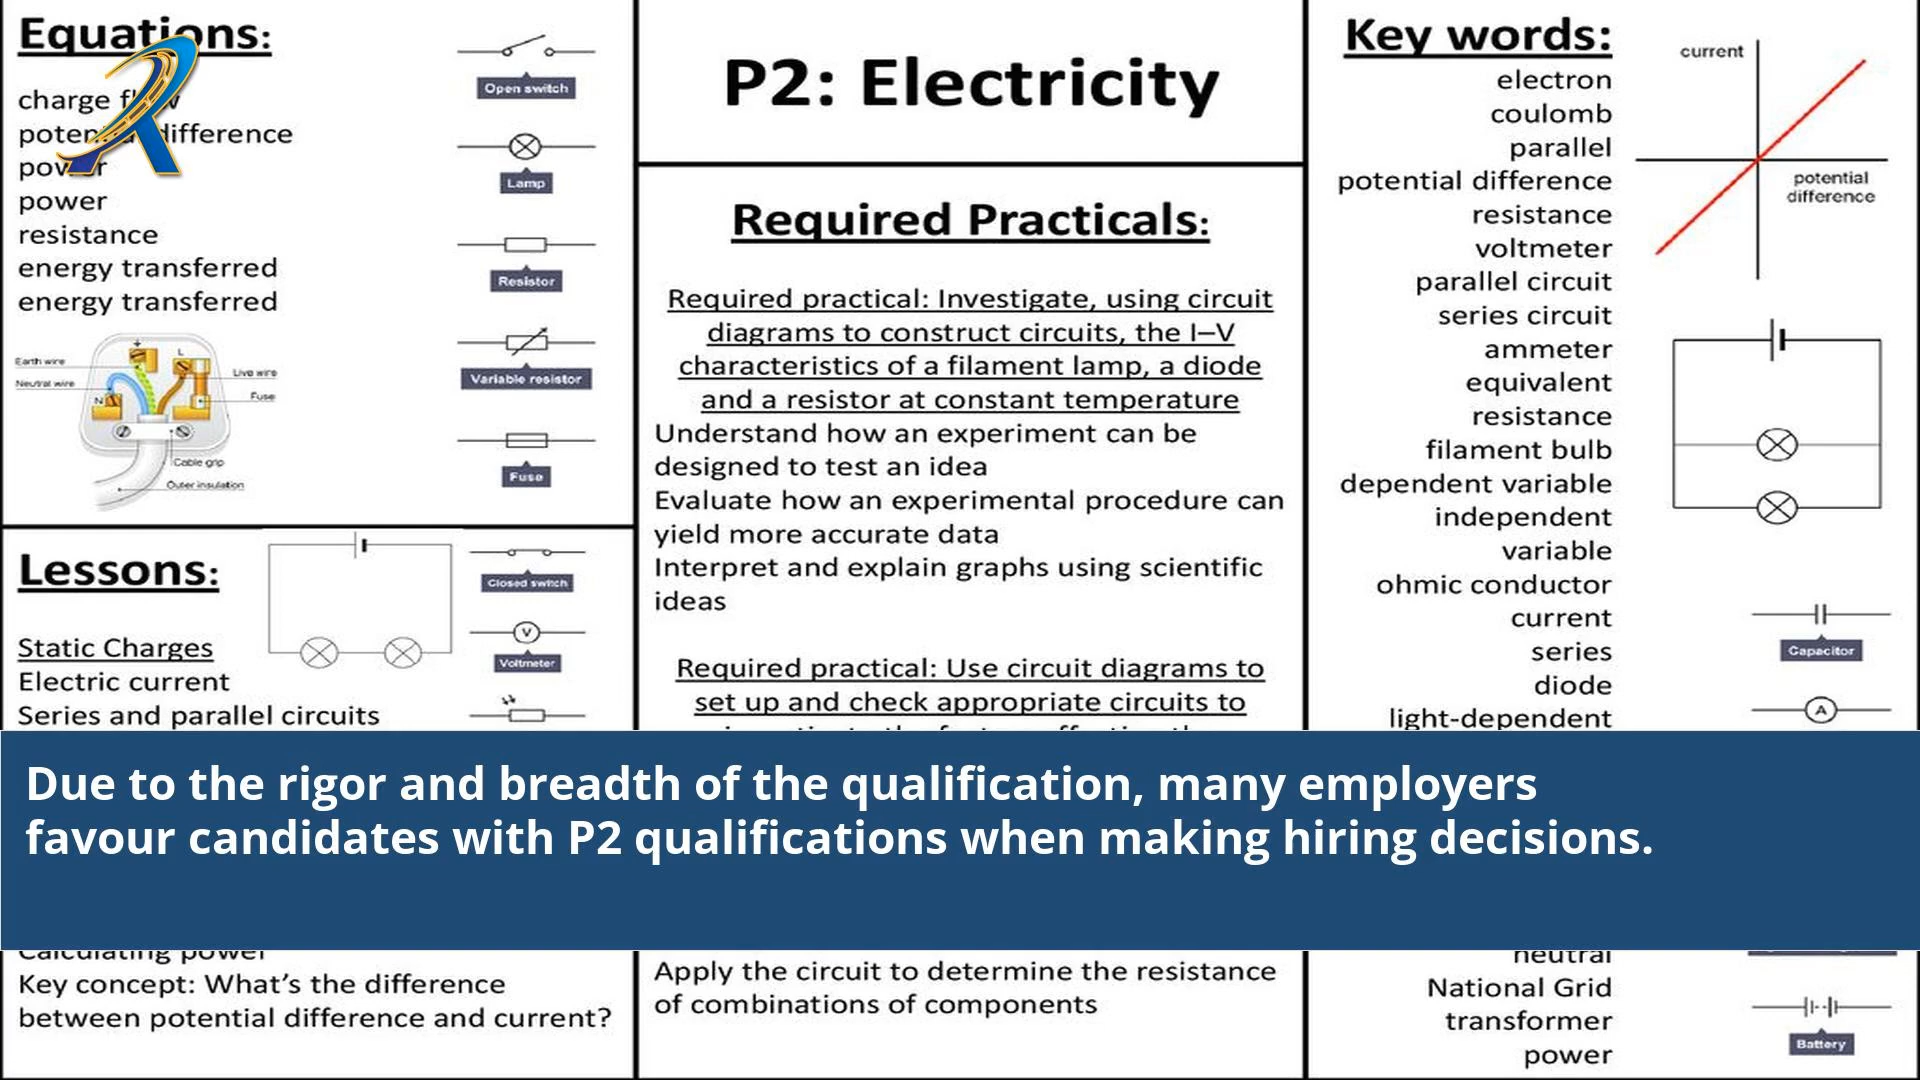 Equations:
charge flow
potential difference
power
power
resistance
energy transferred
energy transferred
Open switch
Lamp
Resistor
Variable resistor
Fuse
Earth wire
Neutral wire
L
N
Live wire
Fuse
Cable grip
Outer insulation
Lessons:
Static Charges
Electric current
Series and parallel circuits
Closed switch
V
Voltmeter
Calculating power
Key concept: What's the difference
between potential difference and current?
P2: Electricity
Required Practicals:
Required practical: Investigate, using circuit
diagrams to construct circuits, the I–V
characteristics of a filament lamp, a diode
and a resistor at constant temperature
Understand how an experiment can be
designed to test an idea
Evaluate how an experimental procedure can
yield more accurate data
Interpret and explain graphs using scientific
ideas
Required practical: Use circuit diagrams to
set up and check appropriate circuits to
Due to the rigor and breadth of the qualification, many employers
favour candidates with P2 qualifications when making hiring decisions.
Apply the circuit to determine the resistance
of combinations of components
Key words:
electron
coulomb
parallel
potential difference
resistance
voltmeter
parallel circuit
series circuit
ammeter
equivalent
resistance
filament bulb
dependent variable
independent
variable
ohmic conductor
current
series
diode
light-dependent
neutral
National Grid
transformer
power
current
potential
difference
Capacitor
A
Battery